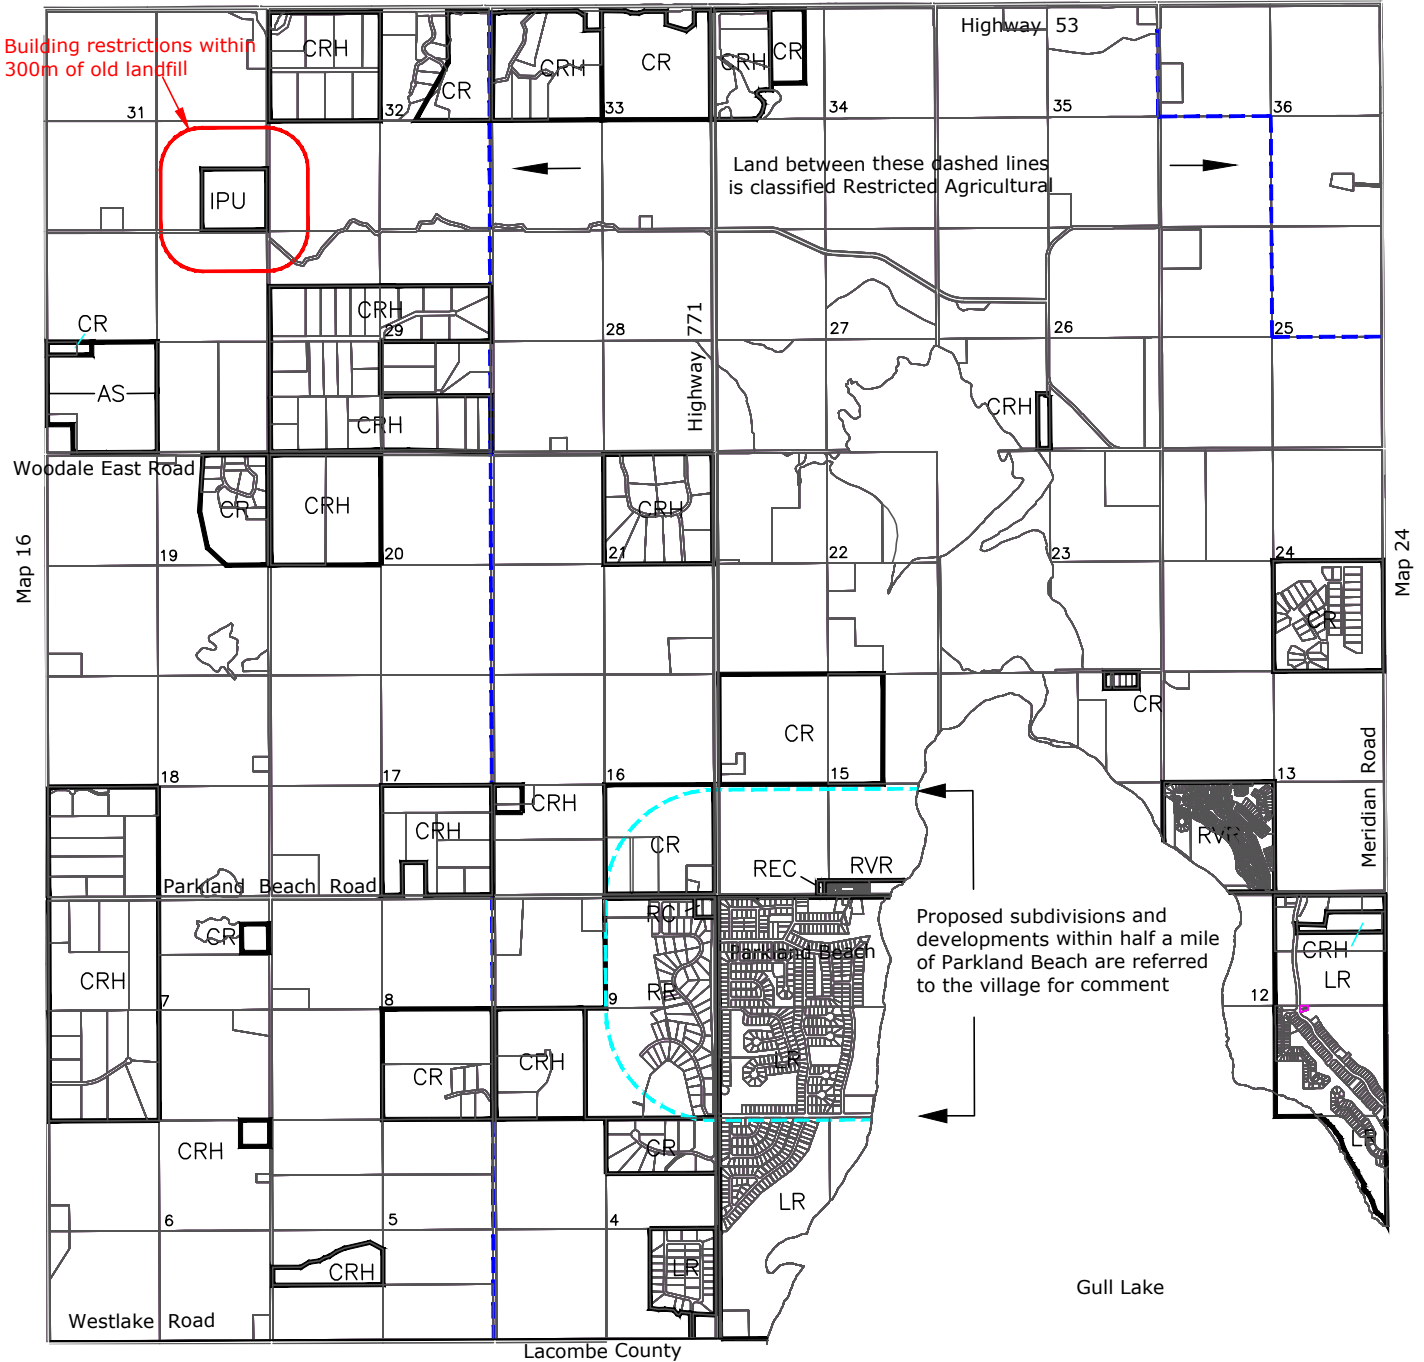 Highway 53
Building restrictions within
300m of old landfill
CRH
CR
CRH
CR
CRH
CR
31
32
33
34
35
36
Land between these dashed lines
is classified Restricted Agricultural
IPU
CR
CRH
29
28
27
26
25
Highway 771
AS
CRH
CRH
Woodale East Road
CR
CRH
CRH
19
20
21
22
23
24
Map 16
Map 24
CR
CR
CR
18
17
16
15
13
Meridian Road
CRH
CRH
CR
RVR
REC
RVR
Parkland Beach Road
RC
CR
Parkland Beach
Proposed subdivisions and
developments within half a mile
of Parkland Beach are referred
to the village for comment
CRH
LR
CRH
RR
7
8
9
12
CR
CRH
LR
CRH
CR
LR
LR
6
5
4
CRH
LR
Gull Lake
Westlake Road
Lacombe County